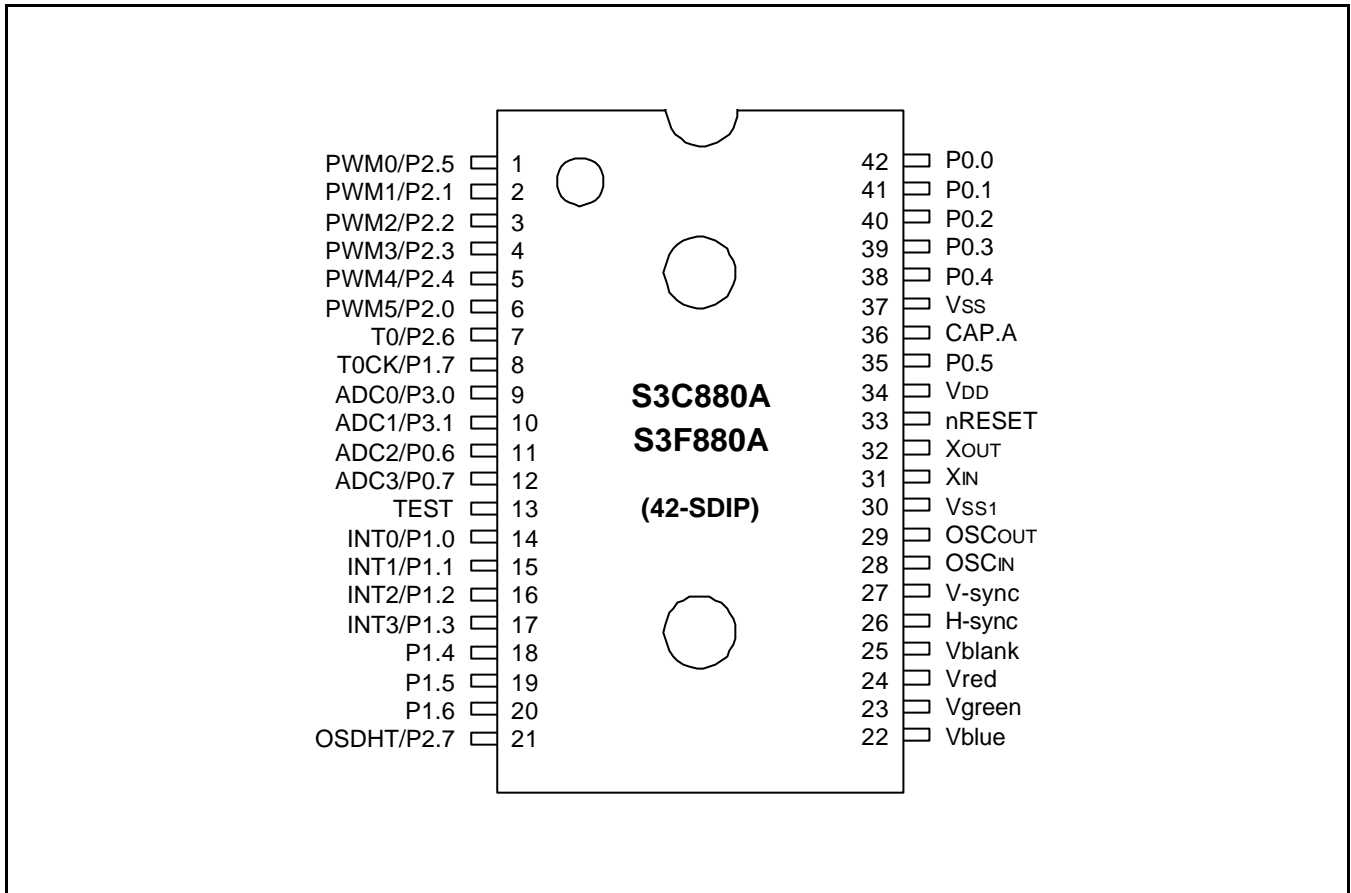 PWM0/P2.5 1
PWM1/P2.1 2
PWM2/P2.2 3
PWM3/P2.3 4
PWM4/P2.4 5
PWM5/P2.0 6
T0/P2.6 7
T0CK/P1.7 8
ADC0/P3.0 9
ADC1/P3.1 10
ADC2/P0.6 11
ADC3/P0.7 12
TEST 13
INT0/P1.0 14
INT1/P1.1 15
INT2/P1.2 16
INT3/P1.3 17
P1.4 18
P1.5 19
P1.6 20
OSDHT/P2.7 21
S3C880A
S3F880A
(42-SDIP)
42 P0.0
41 P0.1
40 P0.2
39 P0.3
38 P0.4
37 VSS
36 CAP.A
35 P0.5
34 VDD
33 nRESET
32 XOUT
31 XIN
30 VSS1
29 OSCOUT
28 OSCIN
27 V-sync
26 H-sync
25 Vblank
24 Vred
23 Vgreen
22 Vblue